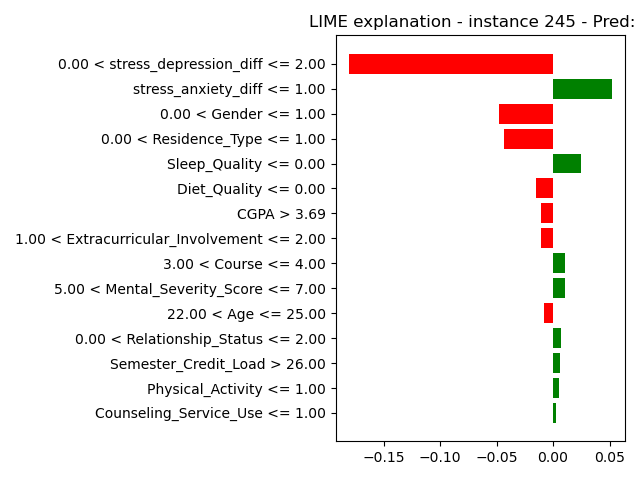 LIME explanation - instance 245 - Pred:
0.00 < stress_depression_diff <= 2.00
stress_anxiety_diff <= 1.00
0.00 < Gender <= 1.00
0.00 < Residence_Type <= 1.00
Sleep_Quality <= 0.00
Diet_Quality <= 0.00
CGPA > 3.69
1.00 < Extracurricular_Involvement <= 2.00
3.00 < Course <= 4.00
5.00 < Mental_Severity_Score <= 7.00
22.00 < Age <= 25.00
0.00 < Relationship_Status <= 2.00
Semester_Credit_Load > 26.00
Physical_Activity <= 1.00
Counseling_Service_Use <= 1.00
−0.15 −0.10 −0.05 0.00 0.05